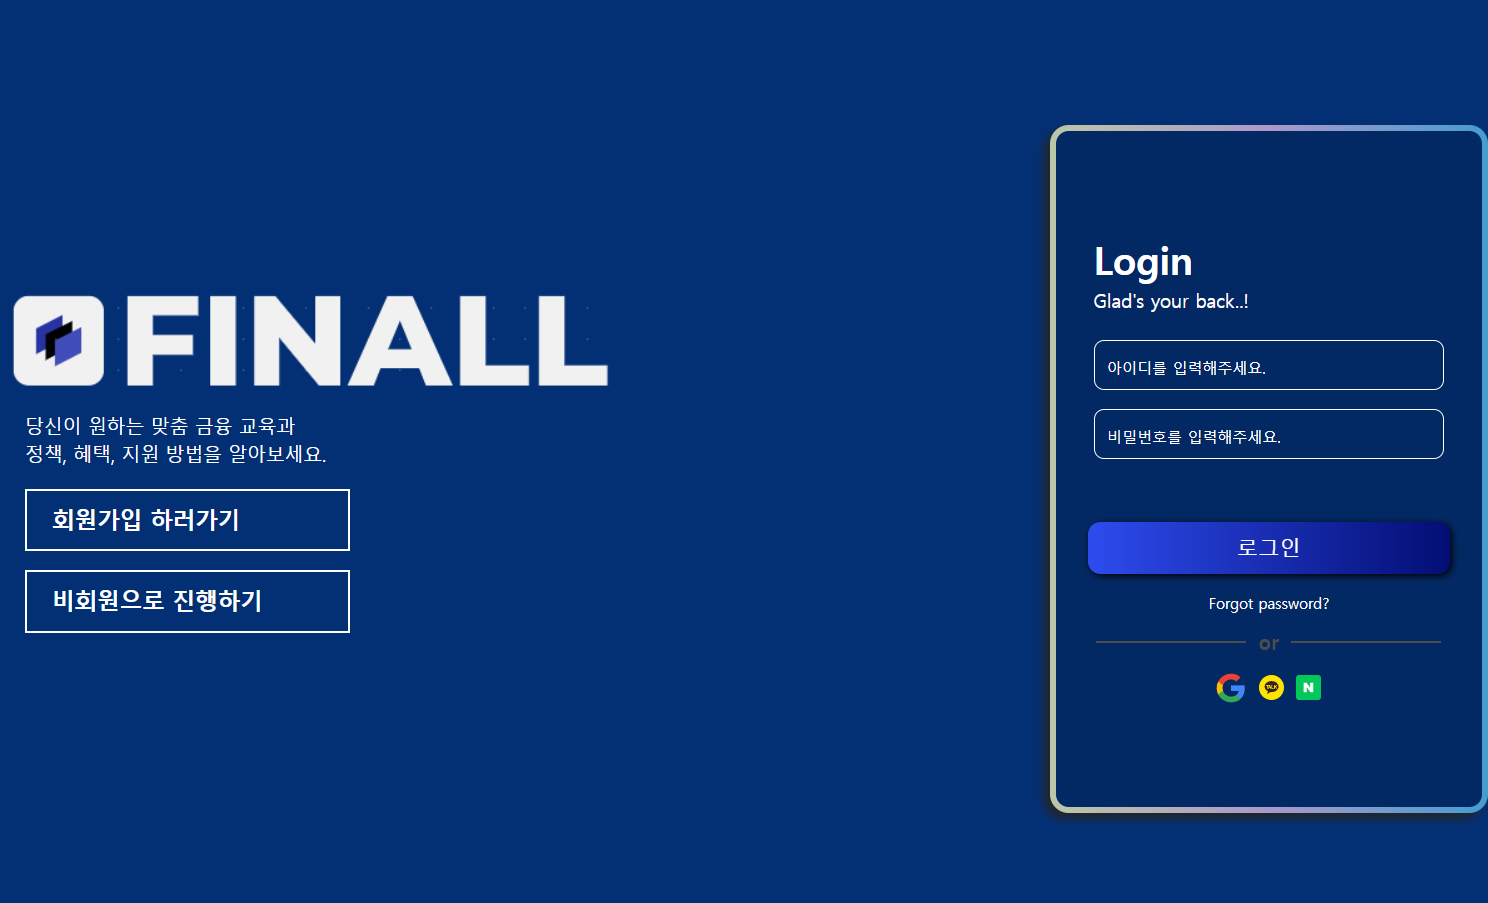 FINALL
당신이 원하는 맞춤 금융 교육과
정책, 혜택, 지원 방법을 알아보세요.
회원가입 하러가기
비회원으로 진행하기
Login
Glad's your back..!
아이디를 입력해주세요.
비밀번호를 입력해주세요.
로그인
Forgot password?
or
TALK
N